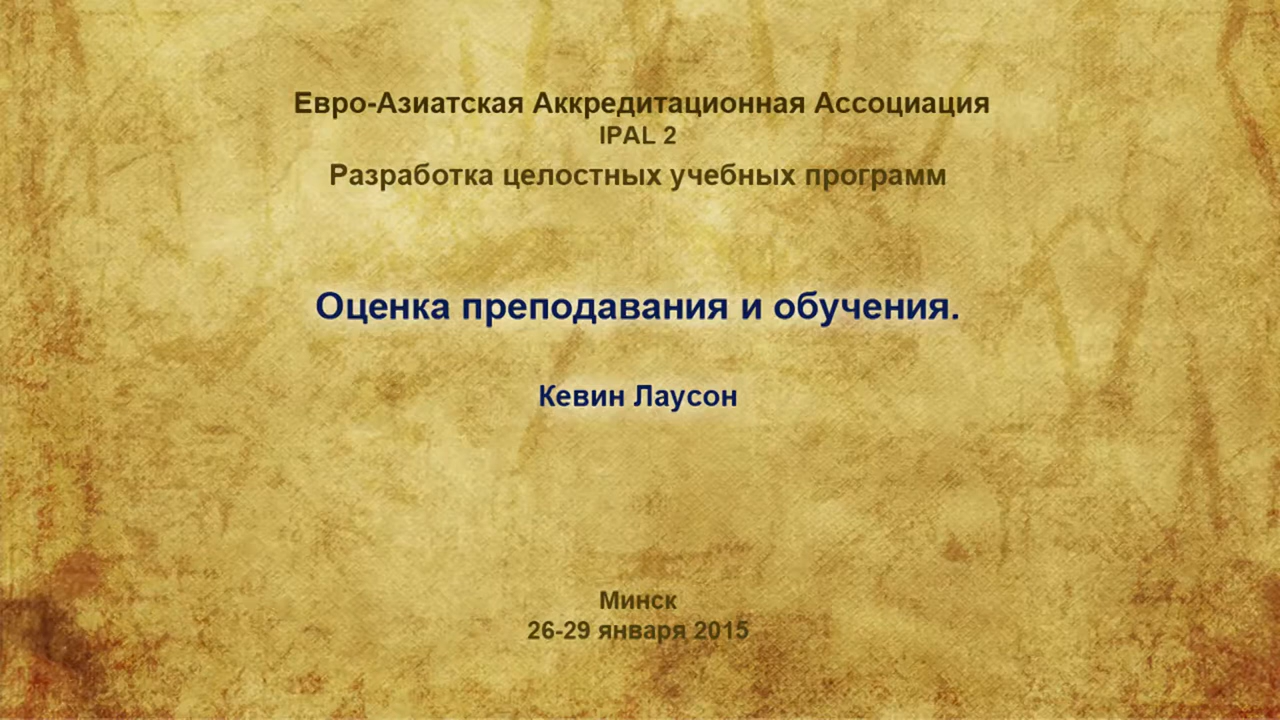 Евро-Азиатская Аккредитационная Ассоциация
IPAL 2
Разработка целостных учебных программ
Оценка преподавания и обучения.
Кевин Лаусон
Минск
26-29 января 2015